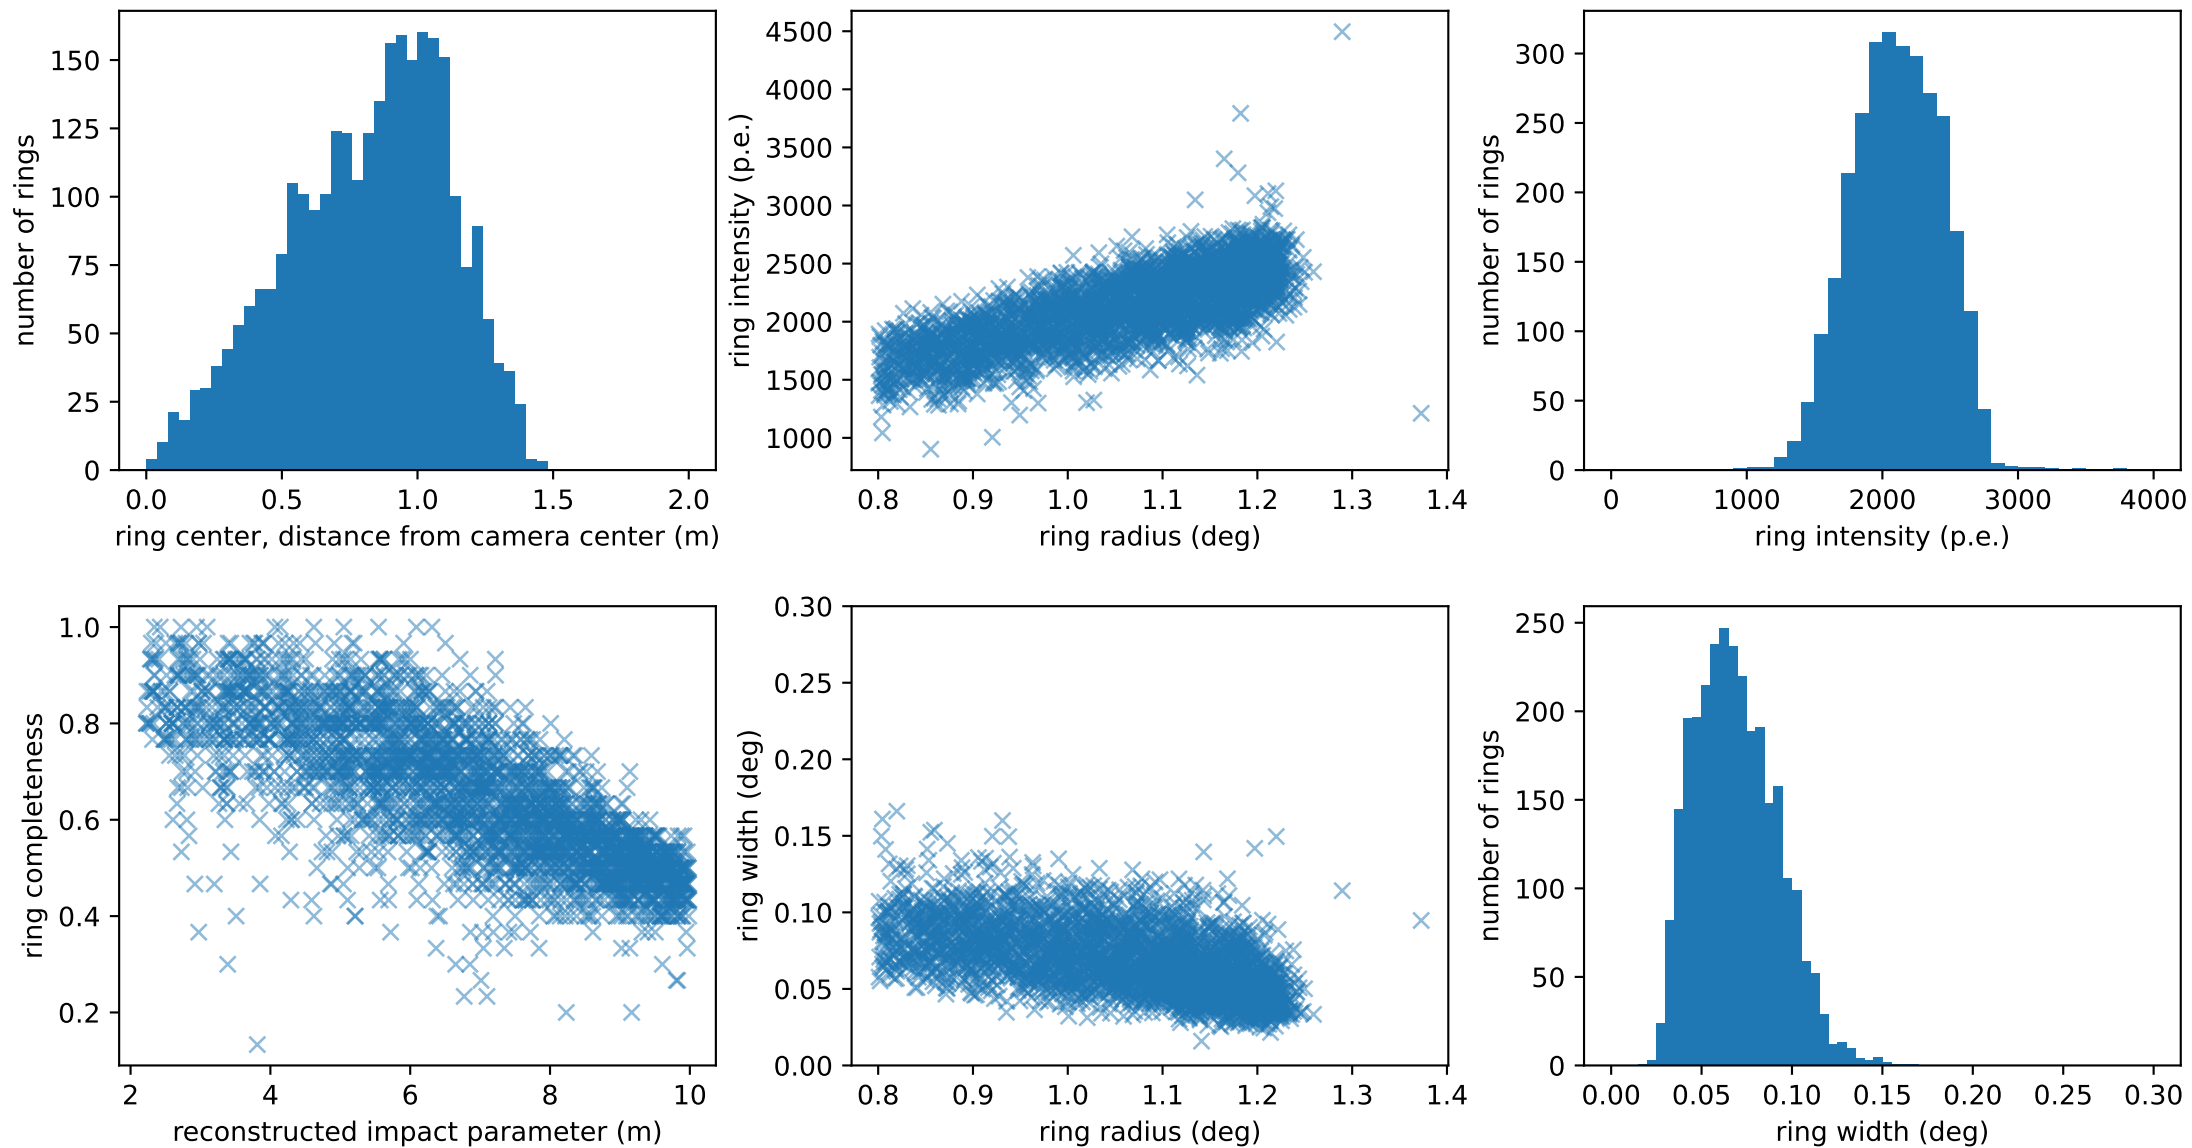 150
125
100
75
50
25
0
number of rings
0.0 0.5 1.0 1.5 2.0
ring center, distance from camera center (m)
4500
4000
3500
3000
2500
2000
1500
1000
ring intensity (p.e.)
0.8 0.9 1.0 1.1 1.2 1.3 1.4
ring radius (deg)
300
250
200
150
100
50
0
number of rings
0 1000 2000 3000 4000
ring intensity (p.e.)
1.0
0.8
0.6
0.4
0.2
ring completeness
2 4 6 8 10
reconstructed impact parameter (m)
0.30
0.25
0.20
0.15
0.10
0.05
0.00
ring width (deg)
0.8 0.9 1.0 1.1 1.2 1.3 1.4
ring radius (deg)
250
200
150
100
50
0
number of rings
0.00 0.05 0.10 0.15 0.20 0.25 0.30
ring width (deg)